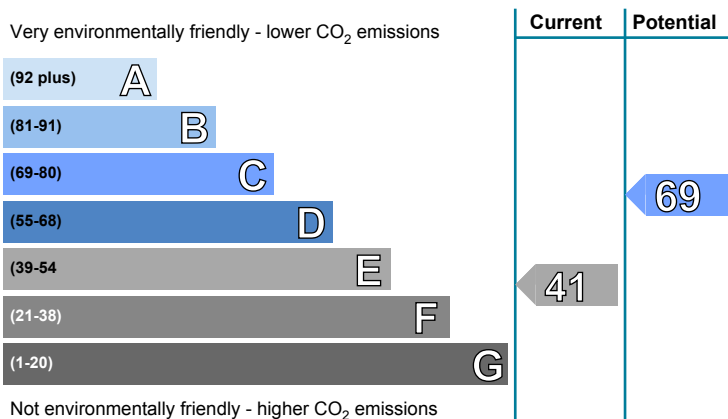 Current Potential
Very environmentally friendly - lower CO2 emissions
(92 plus) A
(81-91) B
(69-80) C
69
(55-68) D
(39-54 E
41
(21-38) F
(1-20) G
Not environmentally friendly - higher CO2 emissions